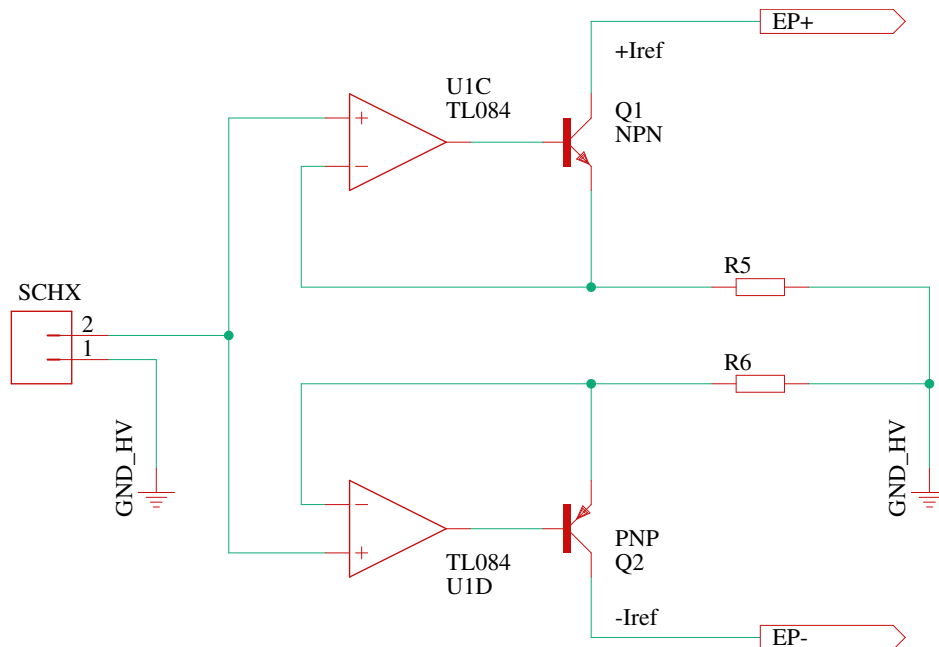 EP+
+Iref
U1C
TL084
Q1
NPN
+
−
R5
SCHX
2
1
R6
GND_HV
GND_HV
−
+
PNP
Q2
TL084
U1D
-Iref
EP-